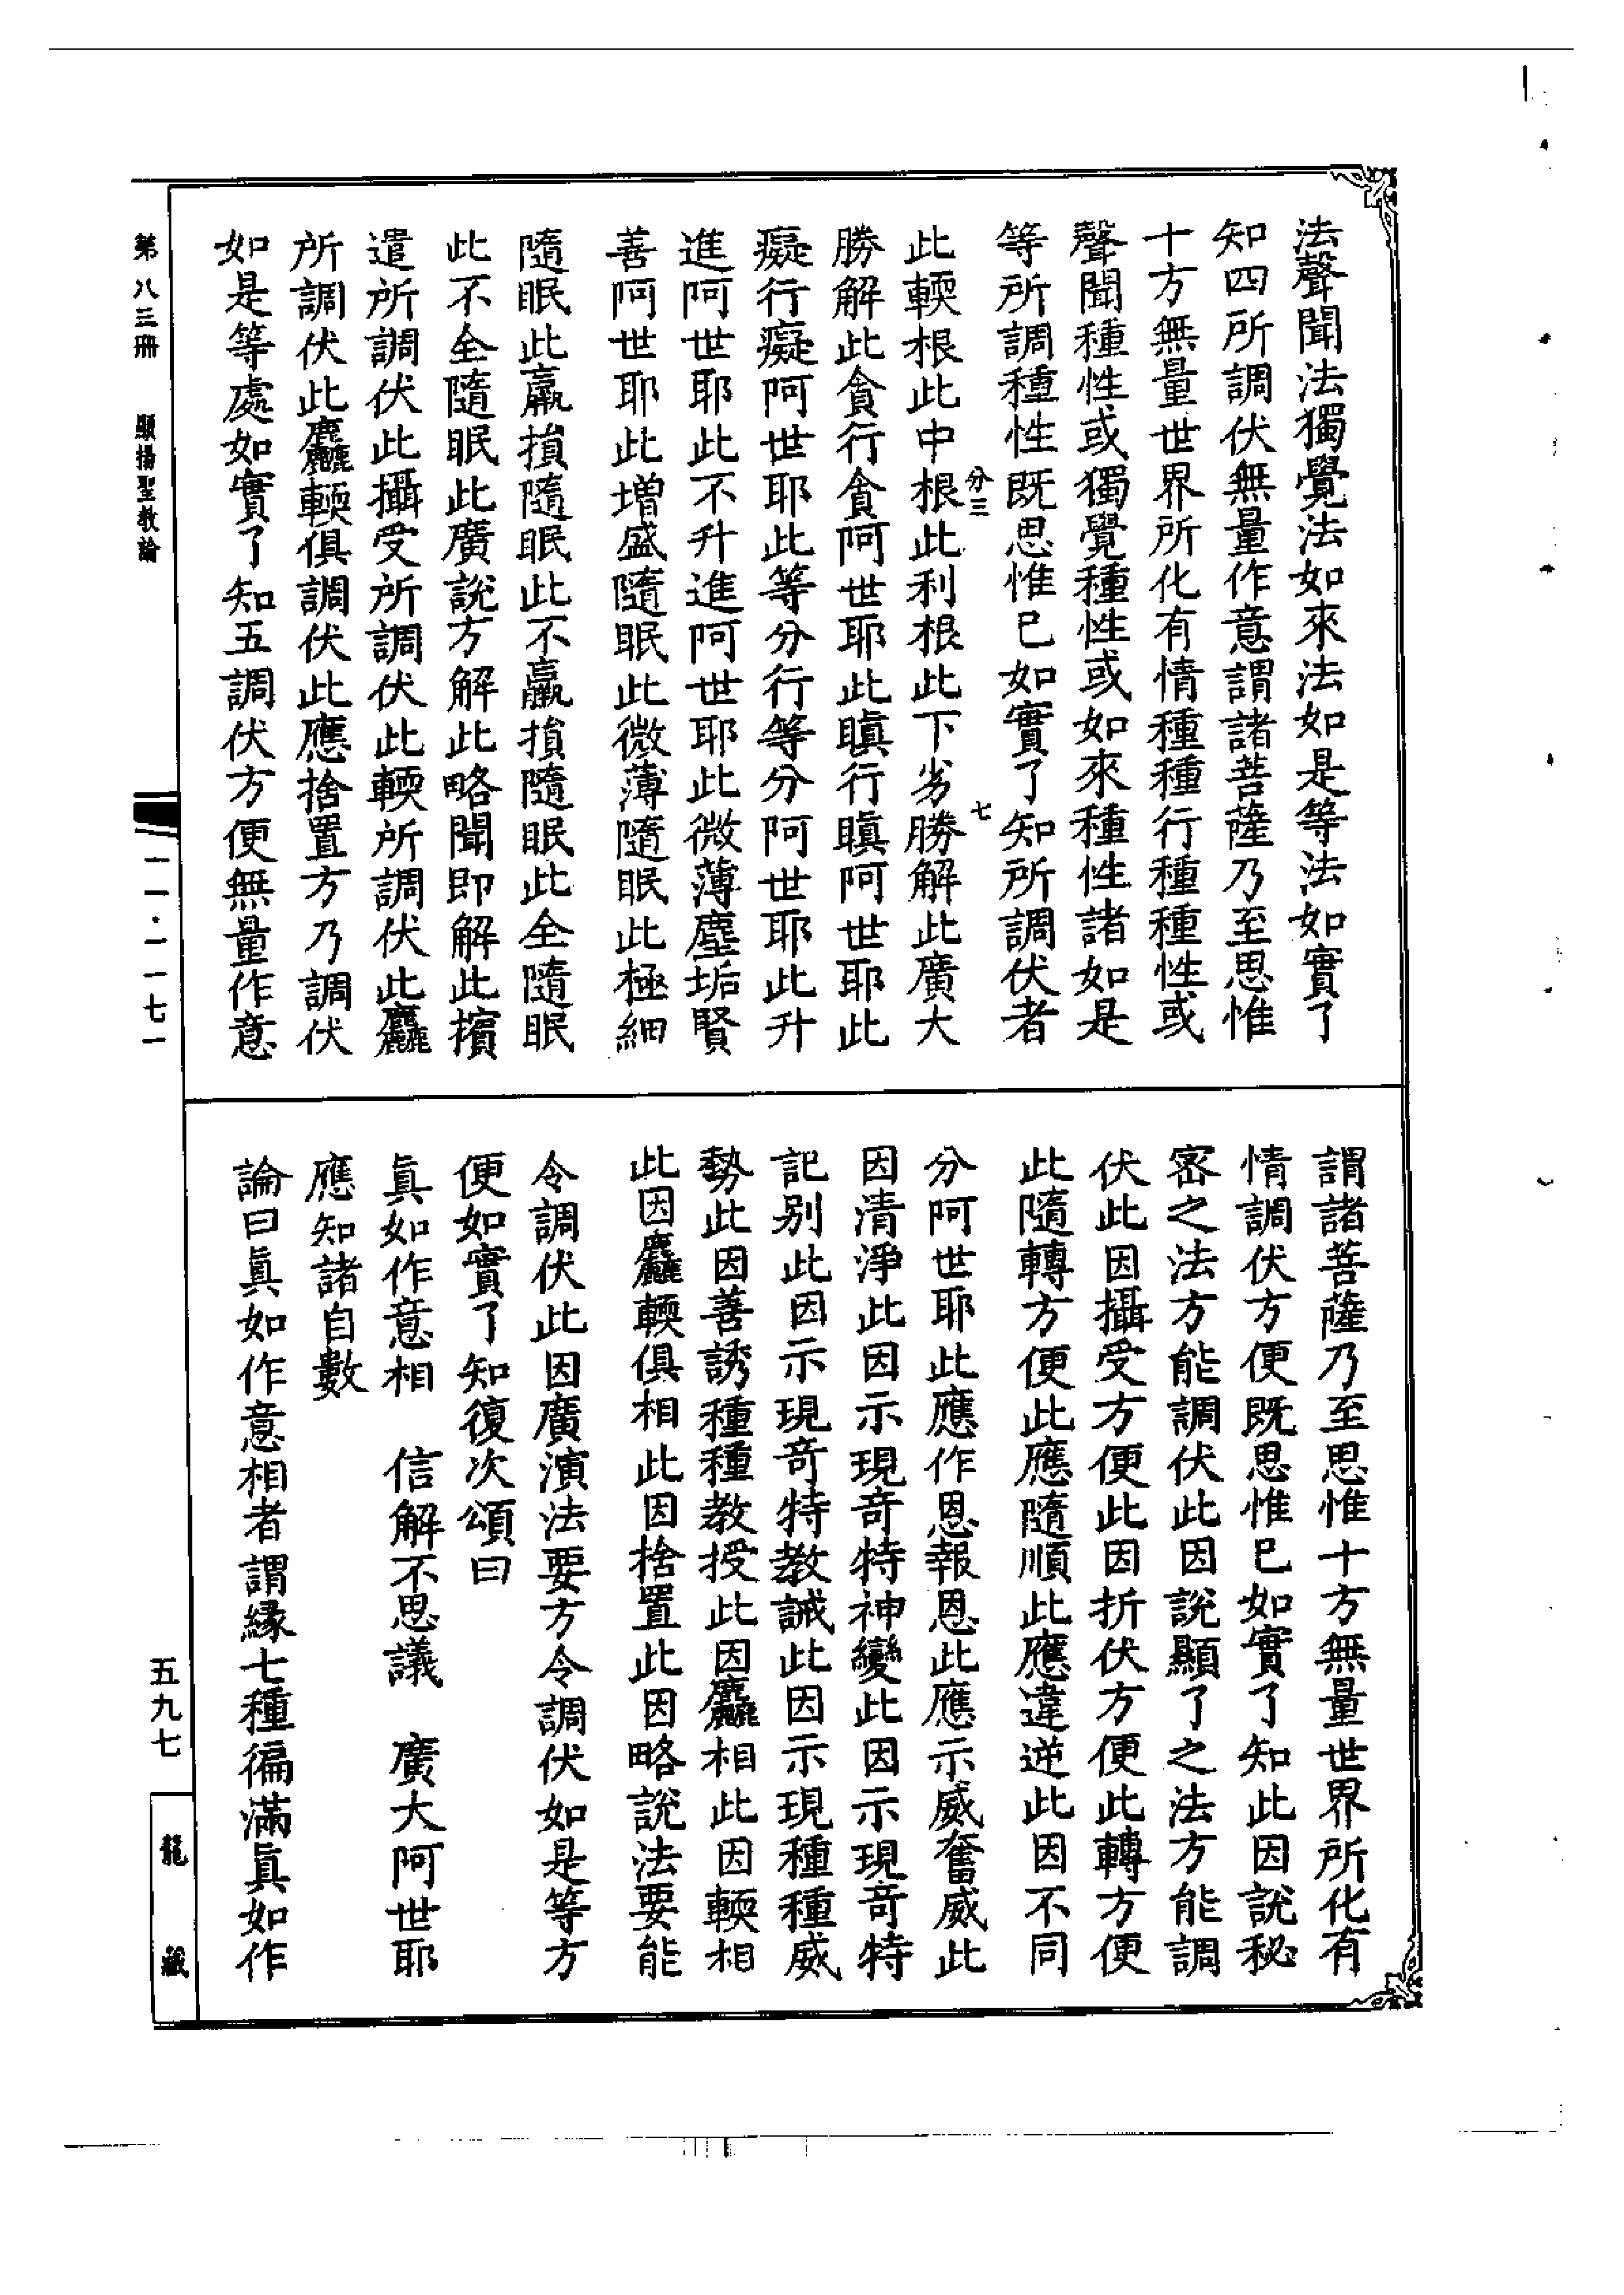 法聲聞法獨覺法如來法如是等法如實了
知四所調伏無量作意謂諸菩薩乃至思惟
十方無量世界所化有情種種行種種性或
聲聞種性或獨覺種性或如來種性諸如是
等所調種性既思惟已如實了知所調伏者
分三 七
此輭根此中根此利根此下劣勝解此廣大
勝解此貪行貪阿世耶此瞋行瞋阿世耶此
癡行癡阿世耶此等分行等分阿世耶此升
進阿世耶此不升進阿世耶此微薄塵垢賢
善阿世耶此增盛隨眠此微薄隨眠此極細
隨眠此羸損隨眠此不羸損隨眠此全隨眠
此不全隨眠此廣說方解此略聞即解此擯
遣所調伏此攝受所調伏此輭所調伏此麤
所調伏此麤輭俱調伏此應捨置方乃調伏
如是等處如實了知五調伏方便無量作意
謂諸菩薩乃至思惟十方無量世界所化有
情調伏方便既思惟已如實了知此因說秘
密之法方能調伏此因說顯了之法方能調
伏此因攝受方便此因折伏方便此轉方便
此隨轉方便此應隨順此應違逆此因不同
分阿世耶此應作恩報恩此應示威奮威此
因清淨此因示現奇特神變此因示現奇特
記別此因示現奇特教誡此因示現種種威
勢此因善誘種種教授此因麤相此因輭相
此因麤輭俱相此因捨置此因略說法要能
令調伏此因廣演法要方令調伏如是等方
便如實了知復次頌曰
真如作意相 信解不思議 廣大阿世耶
應知諸自數
論曰真如作意相者謂緣七種徧滿真如作
第八三冊 顯揚聖教論
一一·一一七一
五九七
龍藏